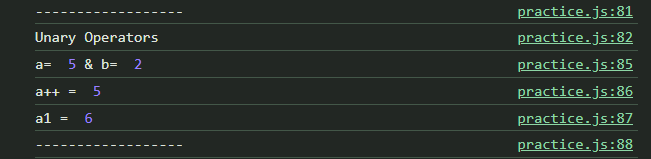 ------------------ practice.js:81
Unary Operators practice.js:82
a=  5 & b=  2 practice.js:85
a++ =  5 practice.js:86
a1 =  6 practice.js:87
------------------ practice.js:88